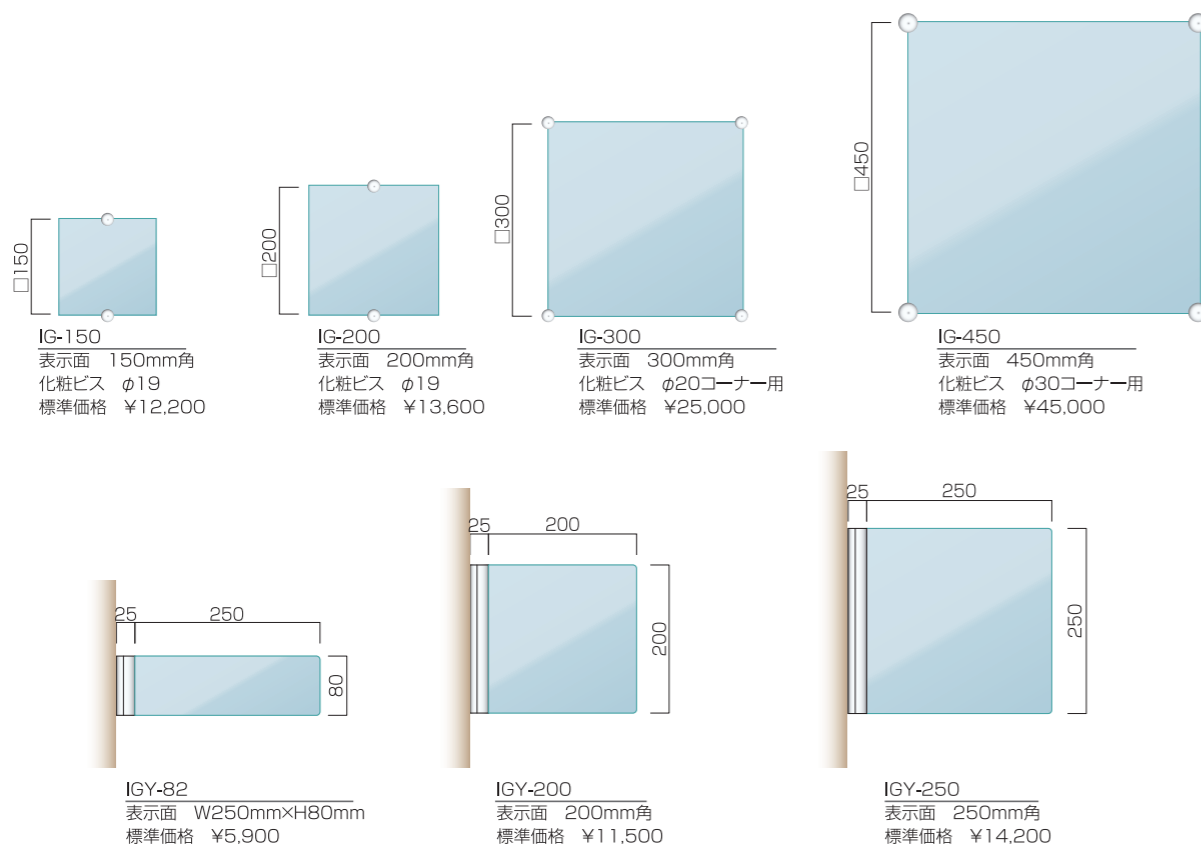 □150
IG-150
表示面 150mm角
化粧ビス φ19
標準価格 ¥12,200
□200
IG-200
表示面 200mm角
化粧ビス φ19
標準価格 ¥13,600
□300
IG-300
表示面 300mm角
化粧ビス φ20コーナー用
標準価格 ¥25,000
□450
IG-450
表示面 450mm角
化粧ビス φ30コーナー用
標準価格 ¥45,000
25 250
80
IGY-82
表示面 W250mm×H80mm
標準価格 ¥5,900
25 200
200
IGY-200
表示面 200mm角
標準価格 ¥11,500
25 250
250
IGY-250
表示面 250mm角
標準価格 ¥14,200